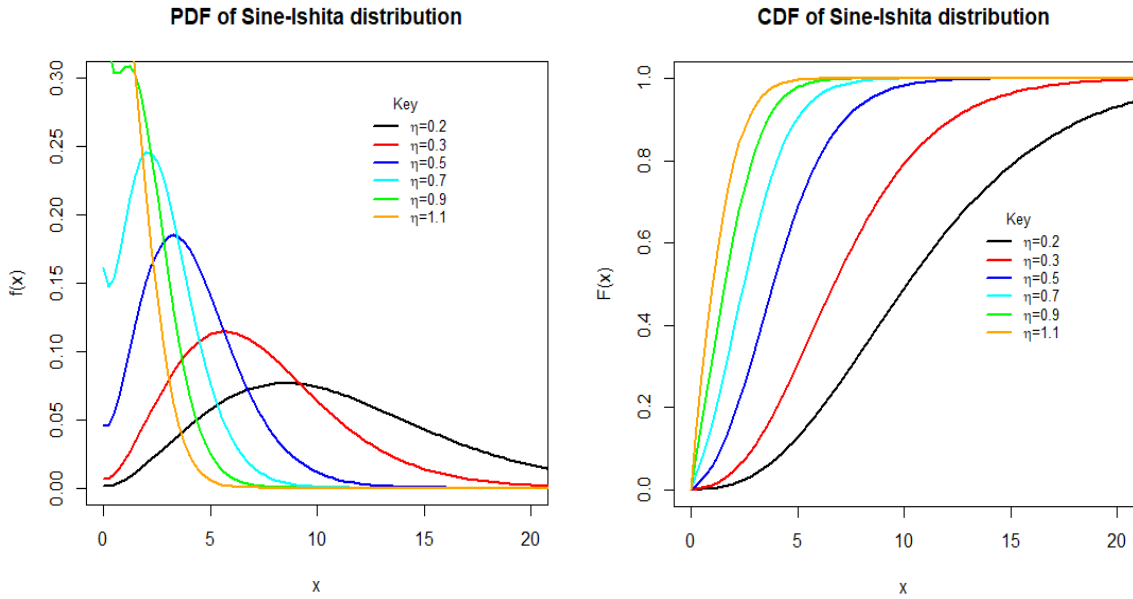 PDF of Sine-Ishita distribution
f(x)
0.30
0.25
0.20
0.15
0.10
0.05
0.00
Key
η=0.2
η=0.3
η=0.5
η=0.7
η=0.9
η=1.1
0 5 10 15 20
x
CDF of Sine-Ishita distribution
F(x)
1.0
0.8
0.6
0.4
0.2
0.0
Key
η=0.2
η=0.3
η=0.5
η=0.7
η=0.9
η=1.1
0 5 10 15 20
x